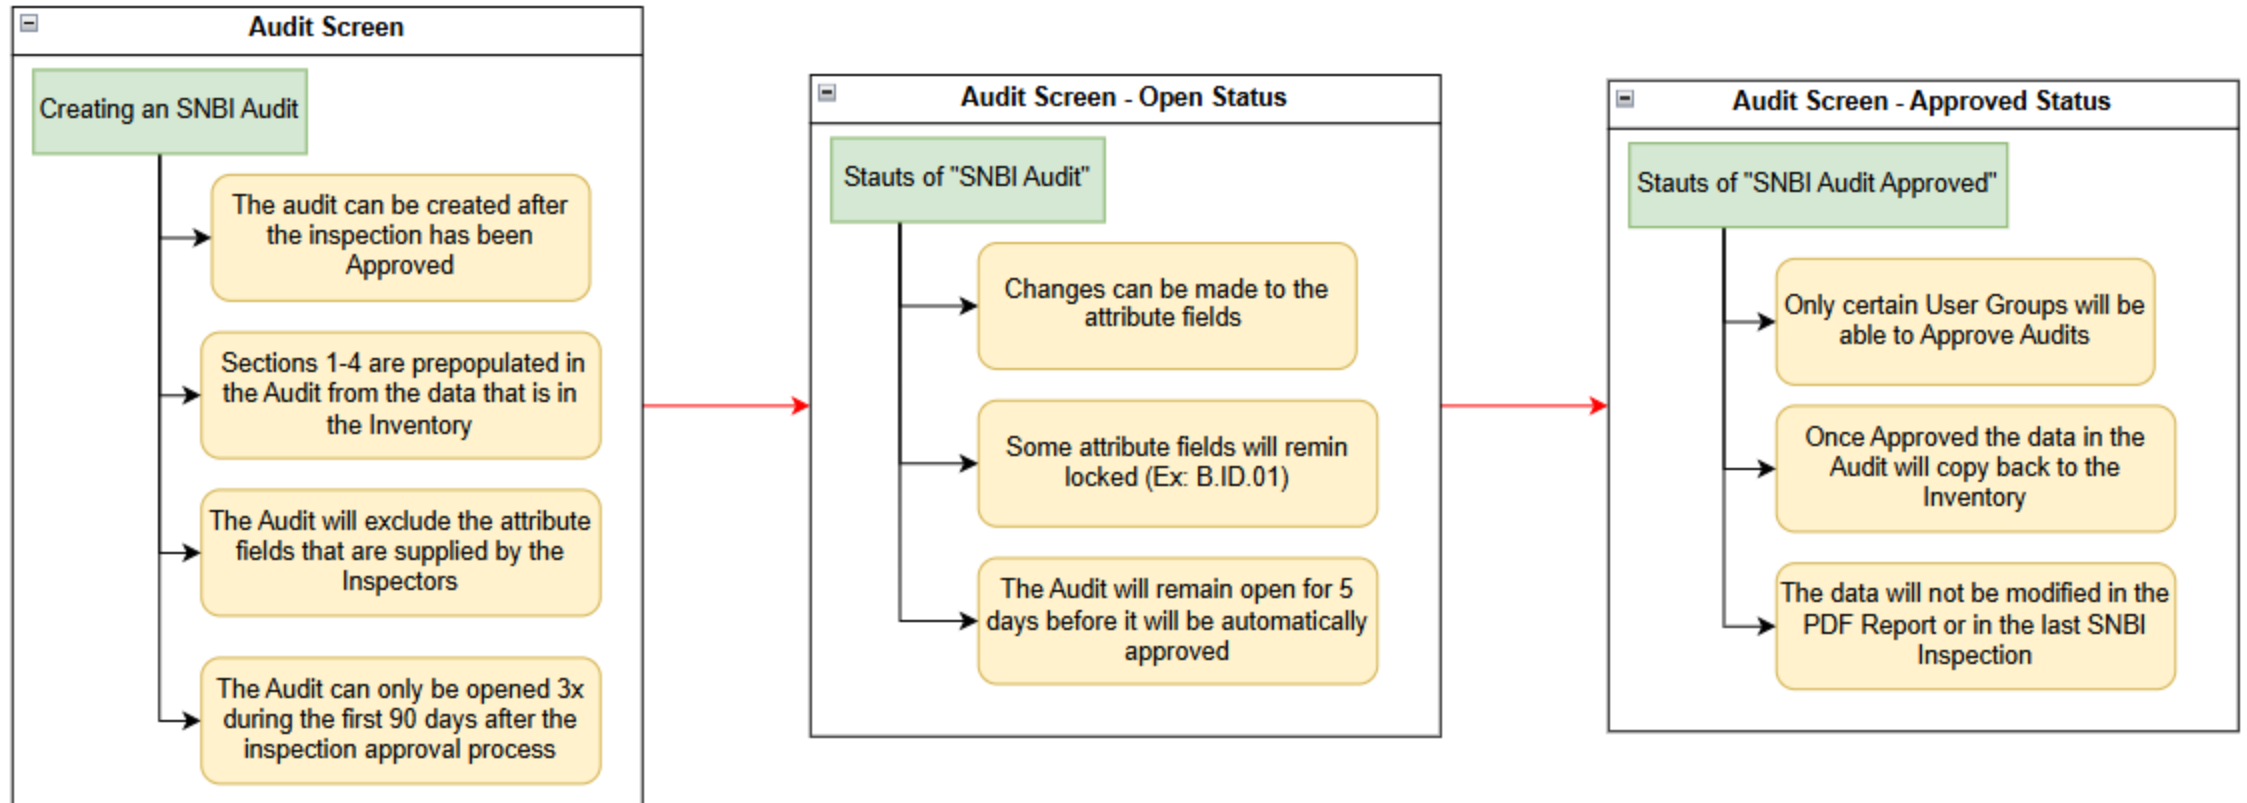 Audit Screen
Creating an SNBI Audit
The audit can be created after
the inspection has been
Approved
Sections 1-4 are prepopulated in
the Audit from the data that is in
the Inventory
The Audit will exclude the attribute
fields that are supplied by the
Inspectors
The Audit can only be opened 3x
during the first 90 days after the
inspection approval process
Audit Screen - Open Status
Stauts of "SNBI Audit"
Changes can be made to the
attribute fields
Some attribute fields will remin
locked (Ex: B.ID.01)
The Audit will remain open for 5
days before it will be automatically
approved
Audit Screen - Approved Status
Stauts of "SNBI Audit Approved"
Only certain User Groups will be
able to Approve Audits
Once Approved the data in the
Audit will copy back to the
Inventory
The data will not be modified in the
PDF Report or in the last SNBI
Inspection